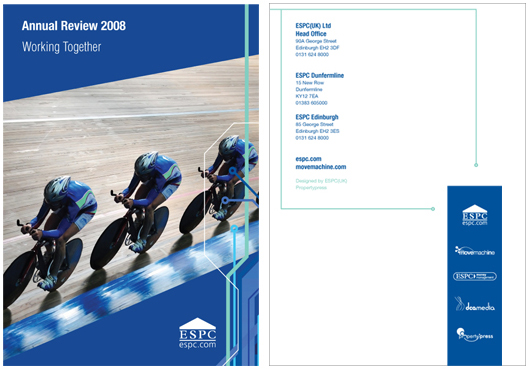 Annual Review 2008
Working Together
ESPC
espc.com
ESPC(UK) Ltd
Head Office
90A George Street
Edinburgh EH2 3DF
0131 624 8000
ESPC Dunfermline
15 New Row
Dunfermline
KY12 7EA
01383 605000
ESPC Edinburgh
85 George Street
Edinburgh EH2 3ES
0131 624 8000
espc.com
movemachine.com
Designed by ESPC(UK)
Propertypress
ESPC
espc.com
movemachine
ESPC
dcsmedia
propertypress